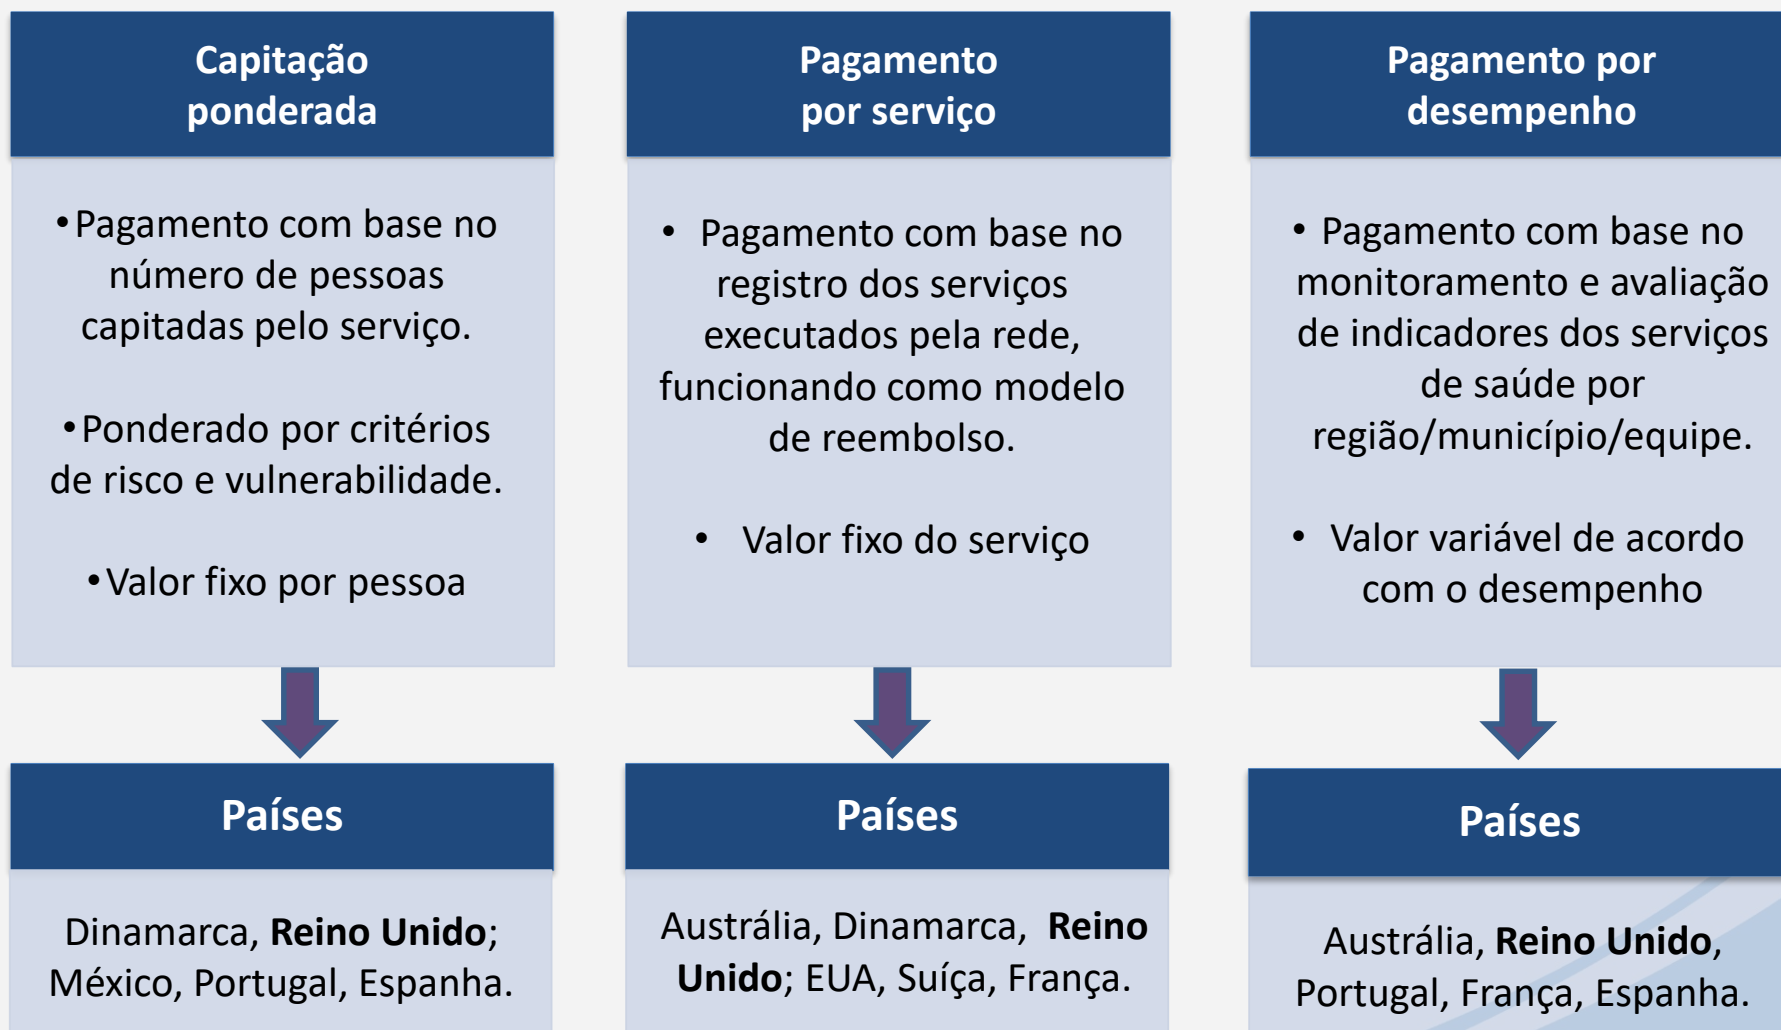 Capitação
ponderada
•Pagamento com base no
número de pessoas
capitadas pelo serviço.
•Ponderado por critérios
de risco e vulnerabilidade.
•Valor fixo por pessoa
Países
Dinamarca, Reino Unido;
México, Portugal, Espanha.
Pagamento
por serviço
• Pagamento com base no
registro dos serviços
executados pela rede,
funcionando como modelo
de reembolso.
• Valor fixo do serviço
Países
Austrália, Dinamarca, Reino
Unido; EUA, Suíça, França.
Pagamento por
desempenho
• Pagamento com base no
monitoramento e avaliação
de indicadores dos serviços
de saúde por
região/município/equipe.
• Valor variável de acordo
com o desempenho
Países
Austrália, Reino Unido,
Portugal, França, Espanha.